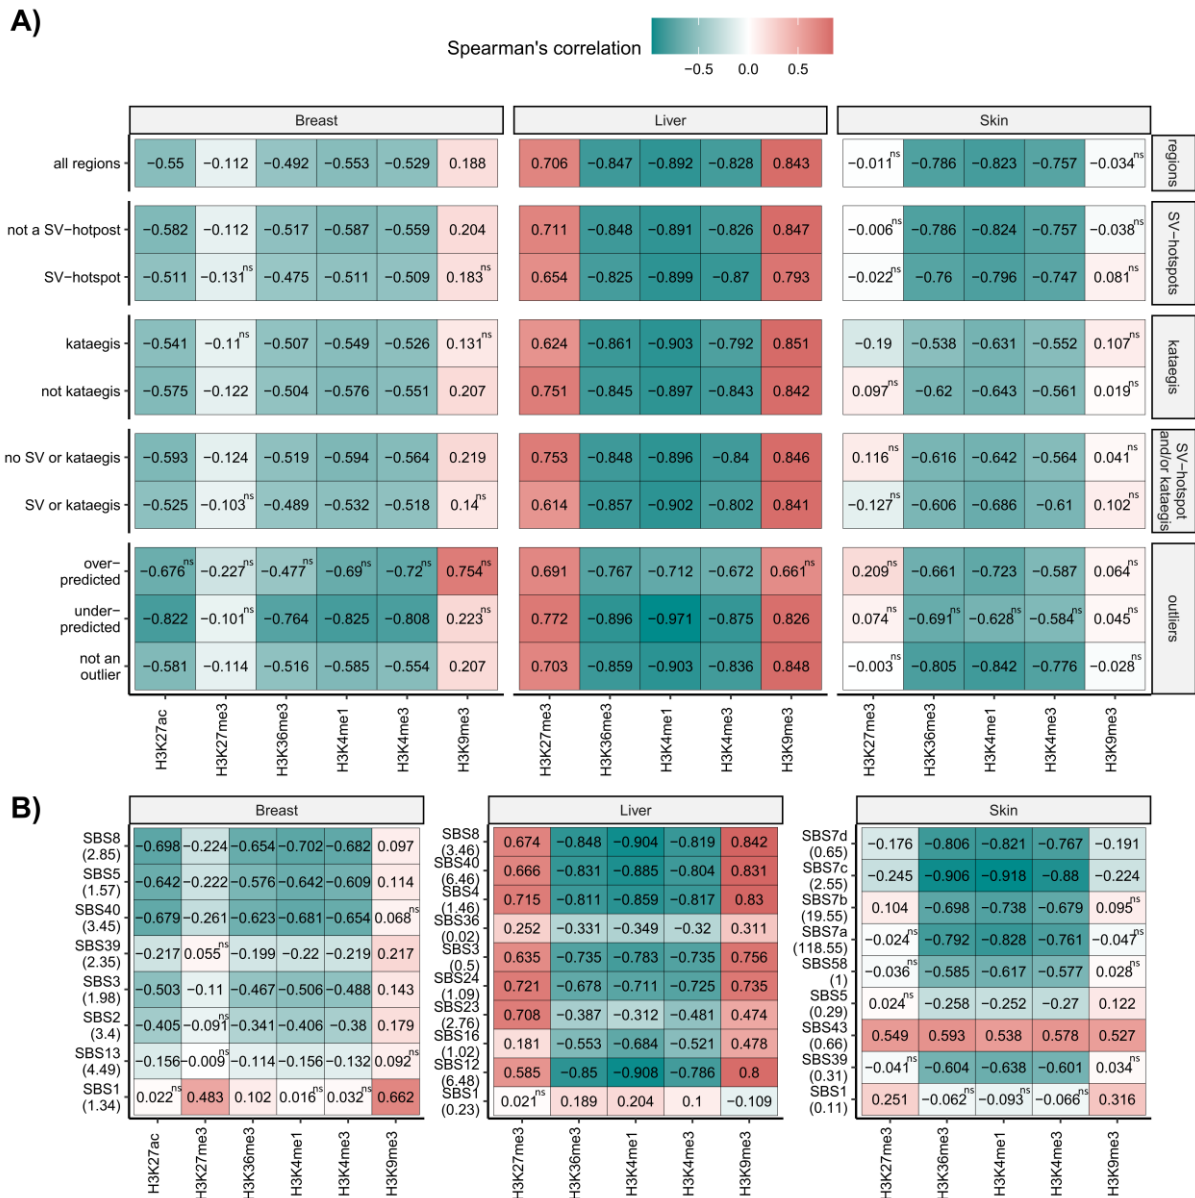 A)
Spearman's correlation
−0.5 0.0 0.5
Breast Liver Skin
all regions −0.55 −0.112 −0.492 −0.553 −0.529 0.188 0.706 −0.847 −0.892 −0.828 0.843 −0.011ns −0.786 −0.823 −0.757 −0.034ns
regions
not a SV−hotpost −0.582 −0.112 −0.517 −0.587 −0.559 0.204 0.711 −0.848 −0.891 −0.826 0.847 −0.006ns −0.786 −0.824 −0.757 −0.038ns
SV−hotspot −0.511 −0.131ns −0.475 −0.511 −0.509 0.183ns 0.654 −0.825 −0.899 −0.87 0.793 −0.022ns −0.76 −0.796 −0.747 0.081ns
SV−hotspots
kataegis −0.541 −0.11ns −0.507 −0.549 −0.526 0.131ns 0.624 −0.861 −0.903 −0.792 0.851 −0.19 −0.538 −0.631 −0.552 0.107ns
not kataegis −0.575 −0.122 −0.504 −0.576 −0.551 0.207 0.751 −0.845 −0.897 −0.843 0.842 0.097ns −0.62 −0.643 −0.561 0.019ns
kataegis
no SV or kataegis −0.593 −0.124 −0.519 −0.594 −0.564 0.219 0.753 −0.848 −0.896 −0.84 0.846 0.116ns −0.616 −0.642 −0.564 0.041ns
SV or kataegis −0.525 −0.103ns −0.489 −0.532 −0.518 0.14ns 0.614 −0.857 −0.902 −0.802 0.841 −0.127ns −0.606 −0.686 −0.61 0.102ns
SV−hotspot
and/or kataegis
over−
predicted −0.676ns −0.227ns −0.477ns −0.69ns −0.72ns 0.754ns 0.691 −0.767 −0.712 −0.672 0.661ns 0.209ns −0.661 −0.723 −0.587 0.064ns
under−
predicted −0.822 −0.101ns −0.764 −0.825 −0.808 0.223ns 0.772 −0.896 −0.971 −0.875 0.826 0.074ns −0.691ns −0.628ns −0.584ns 0.045ns
not an
outlier −0.581 −0.114 −0.516 −0.585 −0.554 0.207 0.703 −0.859 −0.903 −0.836 0.848 −0.003ns −0.805 −0.842 −0.776 −0.028ns
outliers
H3K27ac H3K27me3 H3K36me3 H3K4me1 H3K4me3 H3K9me3 H3K27me3 H3K36me3 H3K4me1 H3K4me3 H3K9me3 H3K27me3 H3K36me3 H3K4me1 H3K4me3 H3K9me3
B)
Breast
SBS8
(2.85) −0.698 −0.224 −0.654 −0.702 −0.682 0.097
SBS5
(1.57) −0.642 −0.222 −0.576 −0.642 −0.609 0.114
SBS40
(3.45) −0.679 −0.261 −0.623 −0.681 −0.654 0.068ns
SBS39
(2.35) −0.217 0.055ns −0.199 −0.22 −0.219 0.217
SBS3
(1.98) −0.503 −0.11 −0.467 −0.506 −0.488 0.143
SBS2
(3.4) −0.405 −0.091ns −0.341 −0.406 −0.38 0.179
SBS13
(4.49) −0.156 −0.009ns −0.114 −0.156 −0.132 0.092ns
SBS1
(1.34) 0.022ns 0.483 0.102 0.016ns 0.032ns 0.662
H3K27ac H3K27me3 H3K36me3 H3K4me1 H3K4me3 H3K9me3
Liver
SBS8
(3.46) 0.674 −0.848 −0.904 −0.819 0.842
SBS40
(6.46) 0.666 −0.831 −0.885 −0.804 0.831
SBS4
(1.46) 0.715 −0.811 −0.859 −0.817 0.83
SBS36
(0.02) 0.252 −0.331 −0.349 −0.32 0.311
SBS3
(0.5) 0.635 −0.735 −0.783 −0.735 0.756
SBS24
(1.09) 0.721 −0.678 −0.711 −0.725 0.735
SBS23
(2.76) 0.708 −0.387 −0.312 −0.481 0.474
SBS16
(1.02) 0.181 −0.553 −0.684 −0.521 0.478
SBS12
(6.48) 0.585 −0.85 −0.908 −0.786 0.8
SBS1
(0.23) 0.021ns 0.189 0.204 0.1 −0.109
H3K27me3 H3K36me3 H3K4me1 H3K4me3 H3K9me3
Skin
SBS7d
(0.65) −0.176 −0.806 −0.821 −0.767 −0.191
SBS7c
(2.55) −0.245 −0.906 −0.918 −0.88 −0.224
SBS7b
(19.55) 0.104 −0.698 −0.738 −0.679 0.095ns
SBS7a
(118.55) −0.024ns −0.792 −0.828 −0.761 −0.047ns
SBS58
(1) −0.036ns −0.585 −0.617 −0.577 0.028ns
SBS5
(0.29) 0.024ns −0.258 −0.252 −0.27 0.122
SBS43
(0.66) 0.549 0.593 0.538 0.578 0.527
SBS39
(0.31) −0.041ns −0.604 −0.638 −0.601 0.034ns
SBS1
(0.11) 0.251 −0.062ns −0.093ns −0.066ns 0.316
H3K27me3 H3K36me3 H3K4me1 H3K4me3 H3K9me3